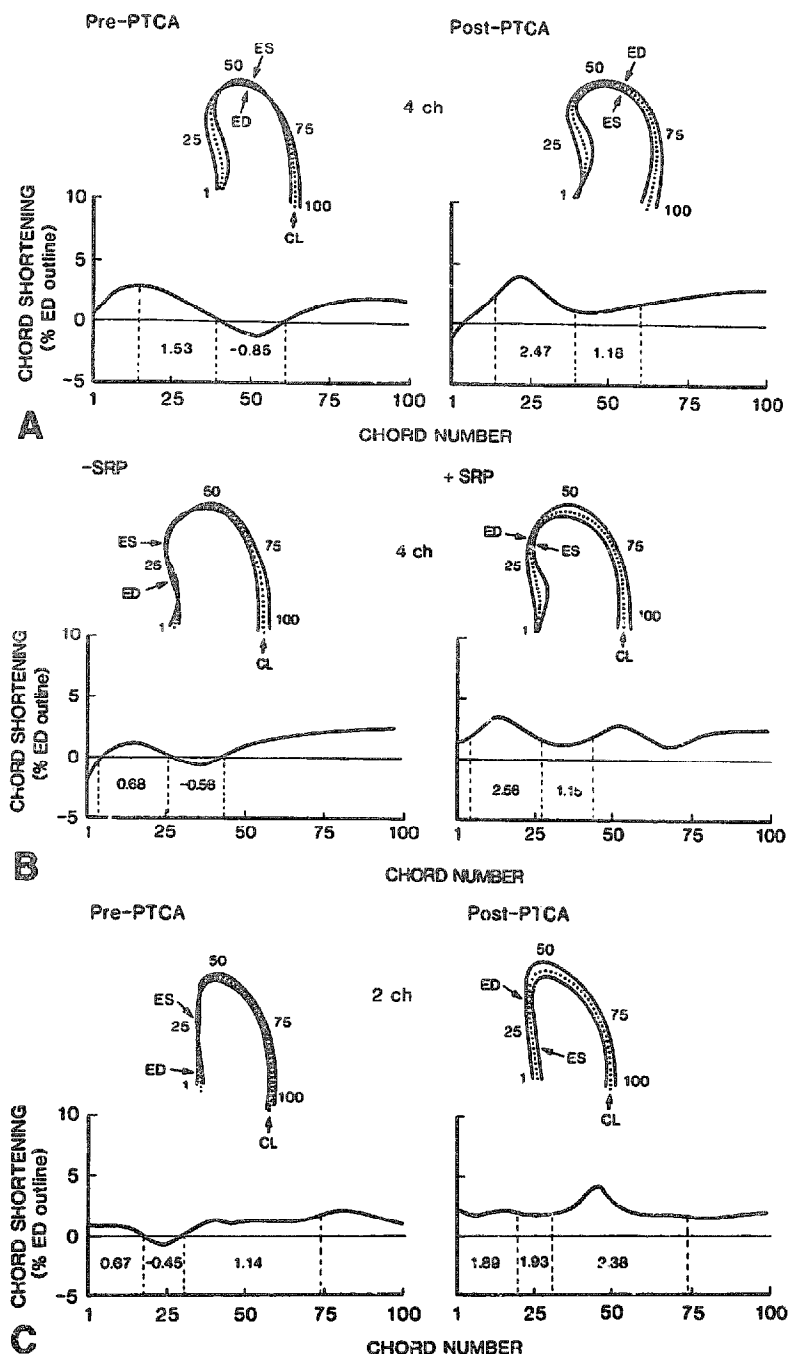 Pre-PTCA
Post-PTCA
ES
50
ED
25
75
1
100
CL
4 ch
ED
50
ES
25
75
1
100
CHORD SHORTENING
(% ED outline)
10
5
0
-5
1.53
-0.85
2.47
1.18
1 25 50 75 100
1 25 50 75 100
A
CHORD NUMBER
-SRP
+ SRP
50
ES
25
75
ED
1
100
CL
4 ch
50
ED
ES
25
75
1
100
CL
CHORD SHORTENING
(% ED outline)
10
5
0
-5
0.68
-0.56
2.56
1.15
1 25 50 75 100
1 25 50 75 100
B
CHORD NUMBER
Pre-PTCA
Post-PTCA
50
ES
25
75
ED
1
100
CL
2 ch
50
ED
25
75
ES
1
100
CL
CHORD SHORTENING
(% ED outline)
10
5
0
-5
0.67
-0.45
1.14
1.89
1.93
2.38
1 25 50 75 100
1 25 50 75 100
C
CHORD NUMBER